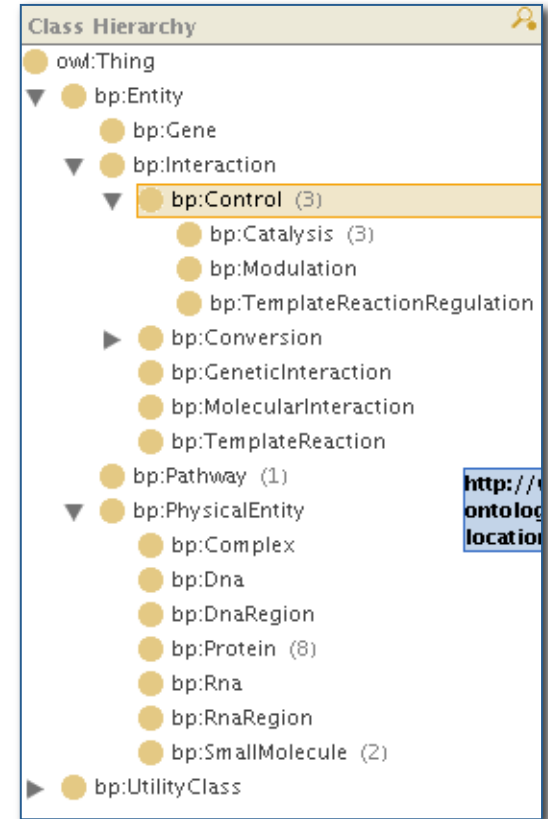 Class Hierarchy
owl:Thing
bp:Entity
bp:Gene
bp:Interaction
bp:Control (3)
bp:Catalysis (3)
bp:Modulation
bp:TemplateReactionRegulation
bp:Conversion
bp:GeneticInteraction
bp:MolecularInteraction
bp:TemplateReaction
bp:Pathway (1)
http://
bp:PhysicalEntity
bp:Complex
bp:Dna
bp:DnaRegion
bp:Protein (8)
bp:Rna
bp:RnaRegion
bp:SmallMolecule (2)
bp:UtilityClass